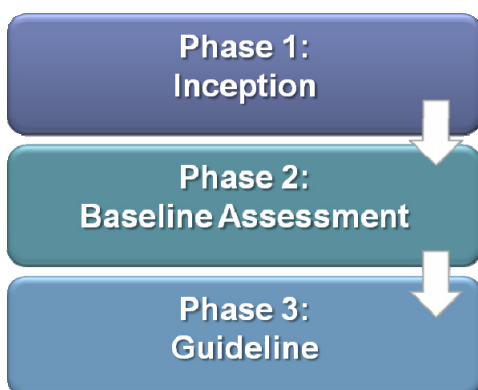 Phase 1:
Inception
Phase 2:
Baseline Assessment
Phase 3:
Guideline